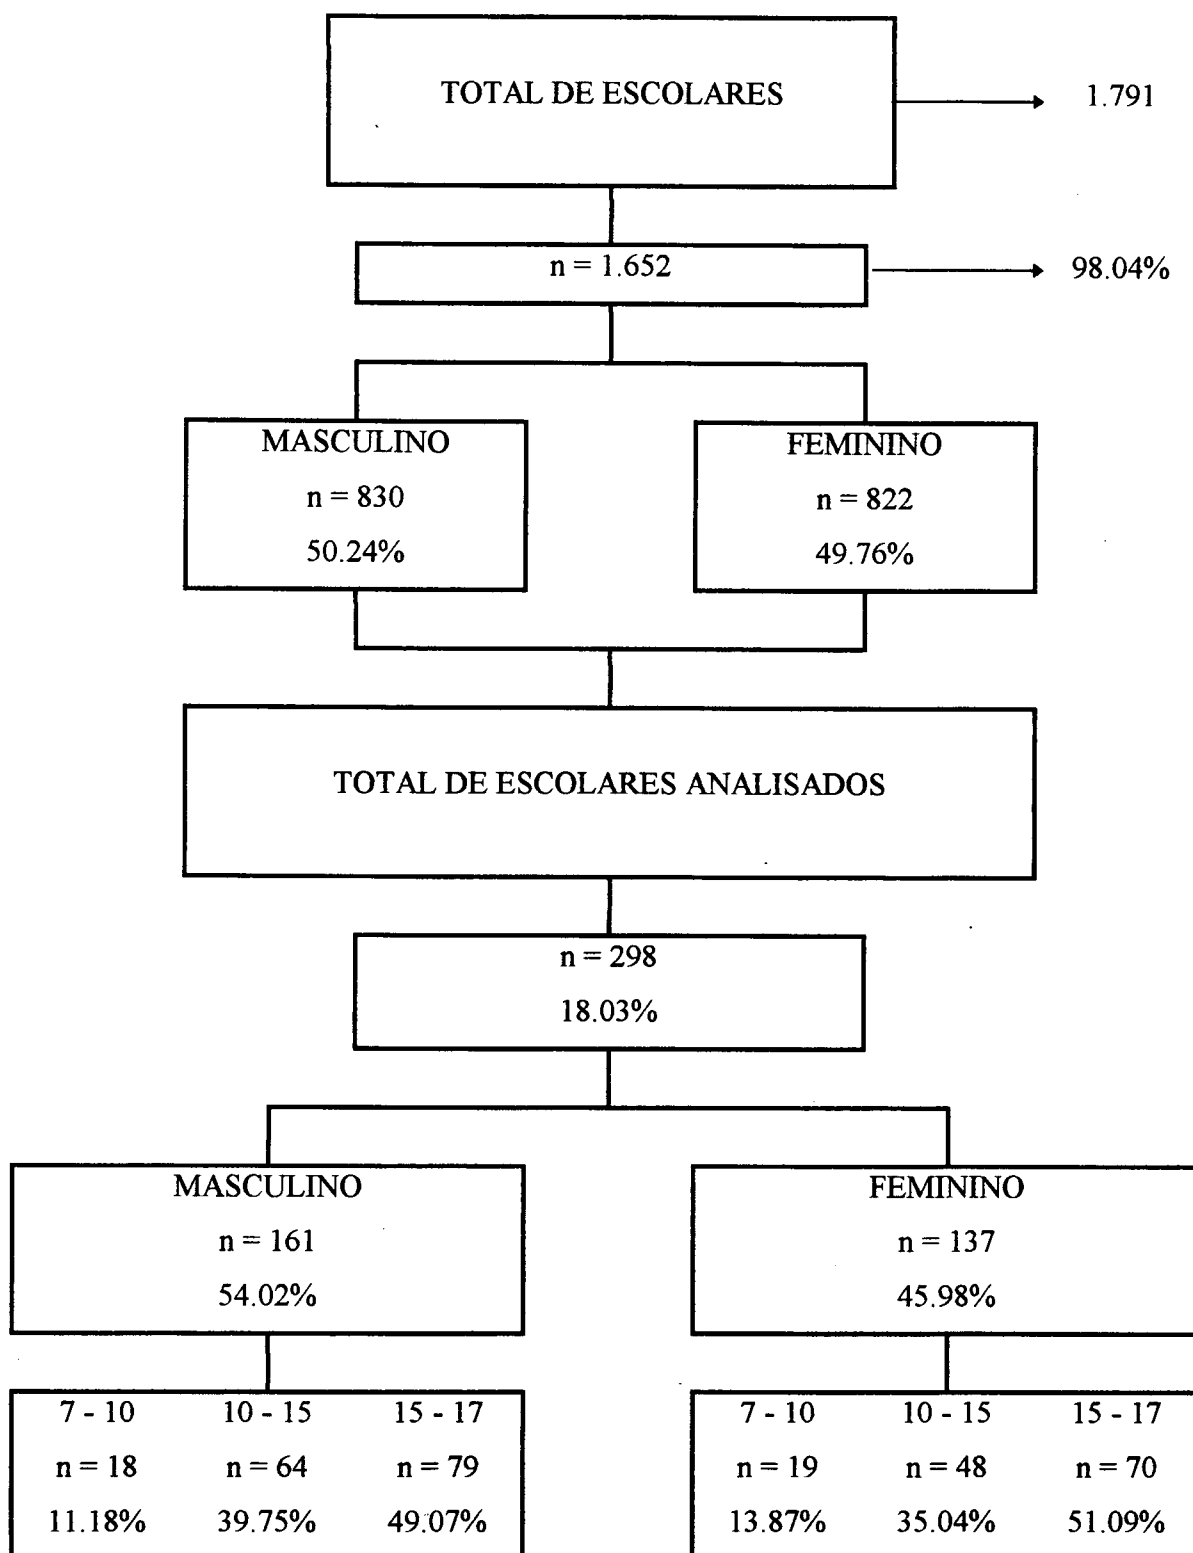 TOTAL DE ESCOLARES
1.791
n = 1.652
98.04%
MASCULINO
n = 830
50.24%
FEMININO
n = 822
49.76%
TOTAL DE ESCOLARES ANALISADOS
n = 298
18.03%
MASCULINO
n = 161
54.02%
FEMININO
n = 137
45.98%
7 - 10 10 - 15 15 - 17
n = 18 n = 64 n = 79
11.18% 39.75% 49.07%
7 - 10 10 - 15 15 - 17
n = 19 n = 48 n = 70
13.87% 35.04% 51.09%